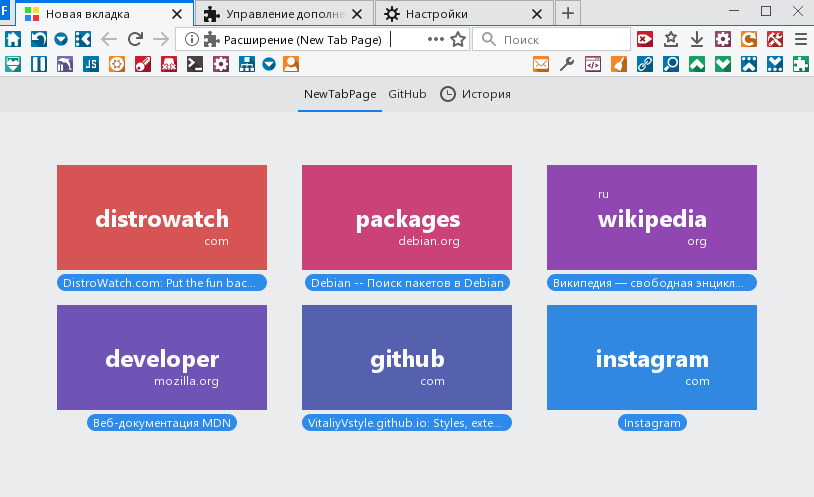 F
Новая вкладка
Управление дополне
Настройки
Расширение (New Tab Page)
Поиск
JS
NewTabPage
GitHub
История
distrowatch
com
packages
debian.org
ru
wikipedia
org
DistroWatch.com: Put the fun bac...
Debian -- Поиск пакетов в Debian
Википедия — свободная энцикл...
developer
mozilla.org
github
com
instagram
com
Веб-документация MDN
VitaliyVstyle.github.io: Styles, exte...
Instagram